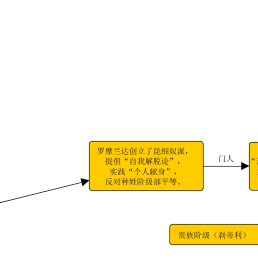 罗摩兰达创立了昆细奴派，
提倡“自我解脱论”，
实践“个人献身”，
反对种姓阶级部平等。
门人
贵族阶级（刹帝利）